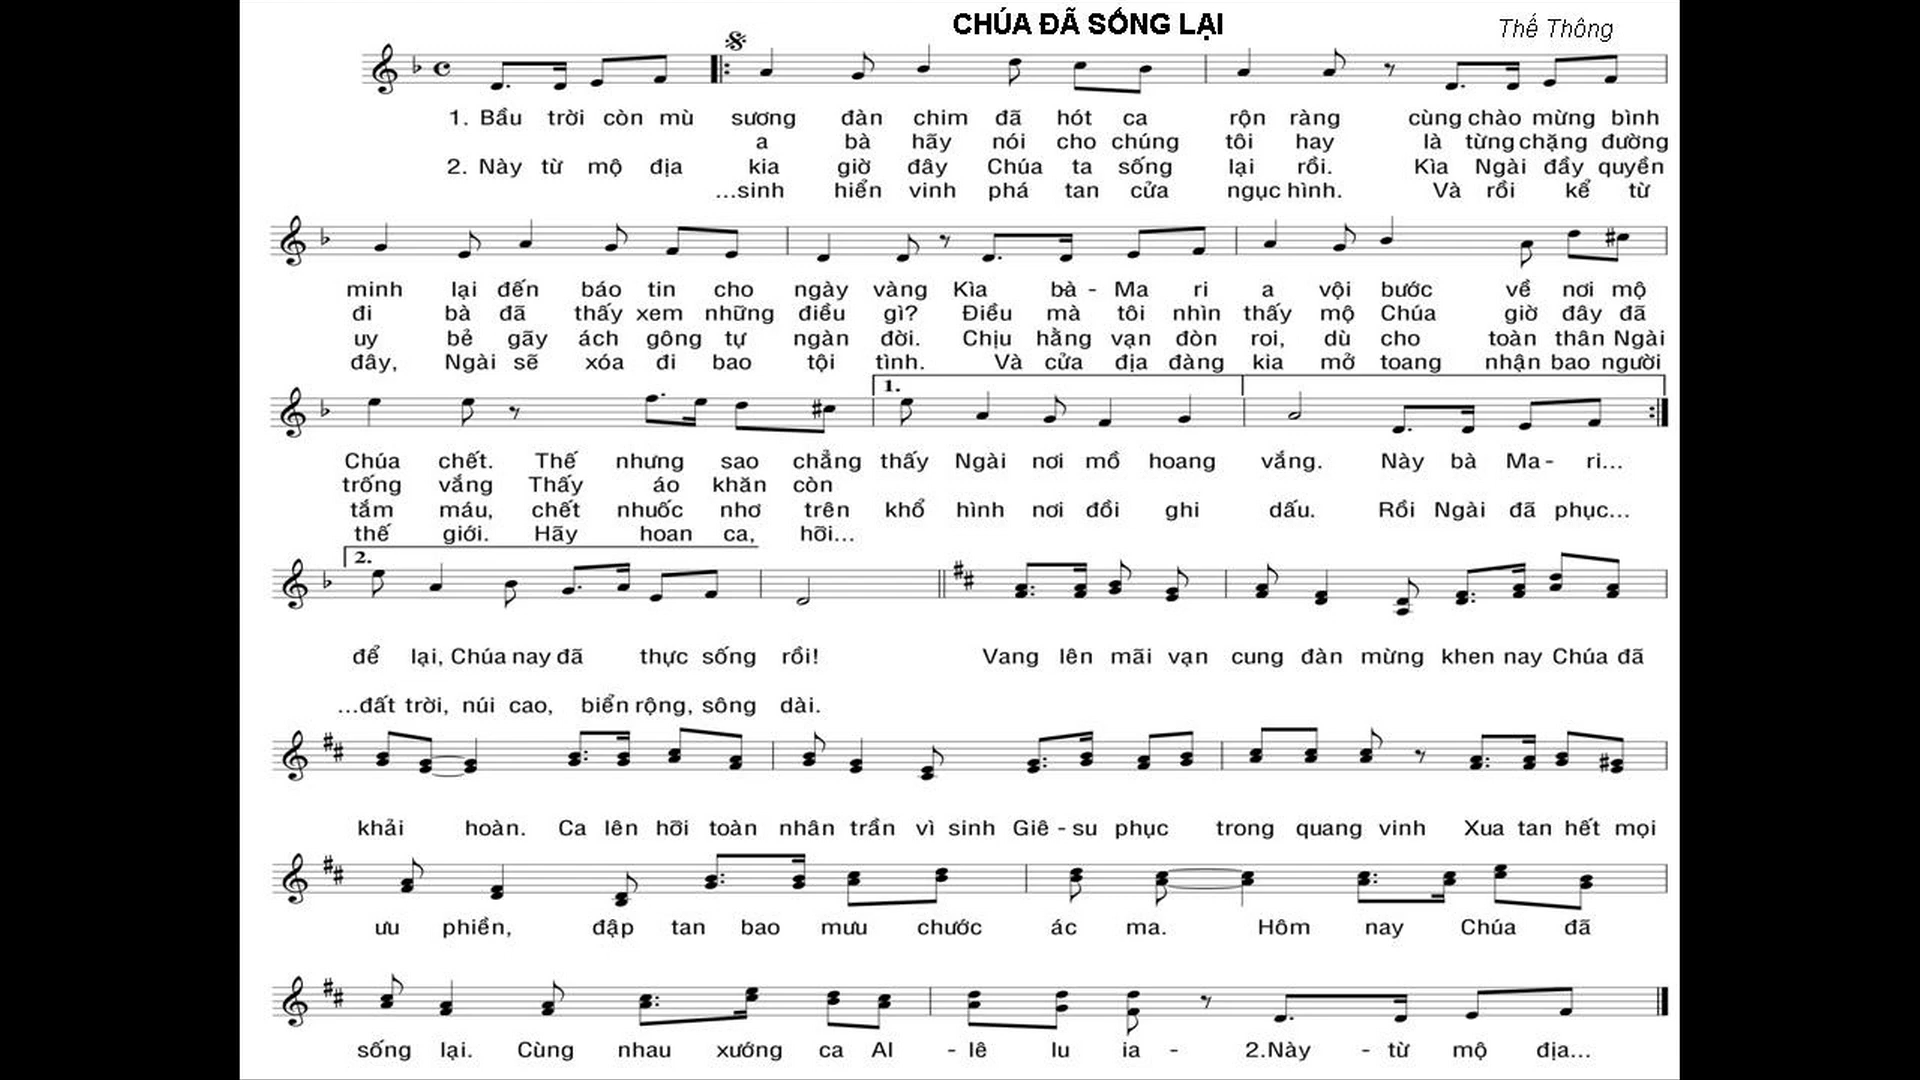 CHÚA ĐÃ SỐNG LẠI
Thế Thông
1. Bầu trời còn mù sương đàn chim đã hót ca rộn ràng cùng chào mừng bình
a bà hãy nói cho chúng tôi hay là từng chặng đường
2. Này từ mộ địa kia giờ đây Chúa ta sống lại rồi. Kìa Ngài đầy quyền
...sinh hiển vinh phá tan cửa ngục hình. Và rồi kể từ
minh lại đến báo tin cho ngày vàng Kìa bà - Ma ri a vội bước về nơi mộ
đi bà đã thấy xem những điều gì? Điều mà tôi nhìn thấy mộ Chúa giờ đây đã
uy bẻ gãy ách gông tự ngàn đời. Chịu hằng vạn đòn roi, dù cho toàn thân Ngài
đây, Ngài sẽ xóa đi bao tội tình. Và cửa địa đàng kia mở toang nhận bao người
1.
Chúa chết. Thế nhưng sao chẳng thấy Ngài nơi mồ hoang vắng. Này bà Ma - ri...
trống vắng Thấy áo khăn còn
tắm máu, chết nhuốc nhơ trên khổ hình nơi đồi ghi dấu. Rồi Ngài đã phục...
thế giới. Hãy hoan ca, hỡi...
2.
để lại, Chúa nay đã thực sống rồi! Vang lên mãi vạn cung đàn mừng khen nay Chúa đã
...đất trời, núi cao, biển rộng, sông dài.
khải hoàn. Ca lên hỡi toàn nhân trần vì sinh Giê - su phục trong quang vinh Xua tan hết mọi
ưu phiền, đập tan bao mưu chước ác ma. Hôm nay Chúa đã
sống lại. Cùng nhau xướng ca Al - lê lu ia - 2.Này - từ mộ địa...